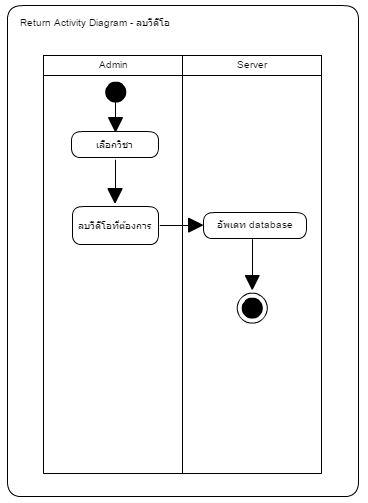 Return Activity Diagram - ลบวิดีโอ
Admin
Server
เลือกวิชา
ลบวิดีโอที่ต้องการ
อัพเดท database